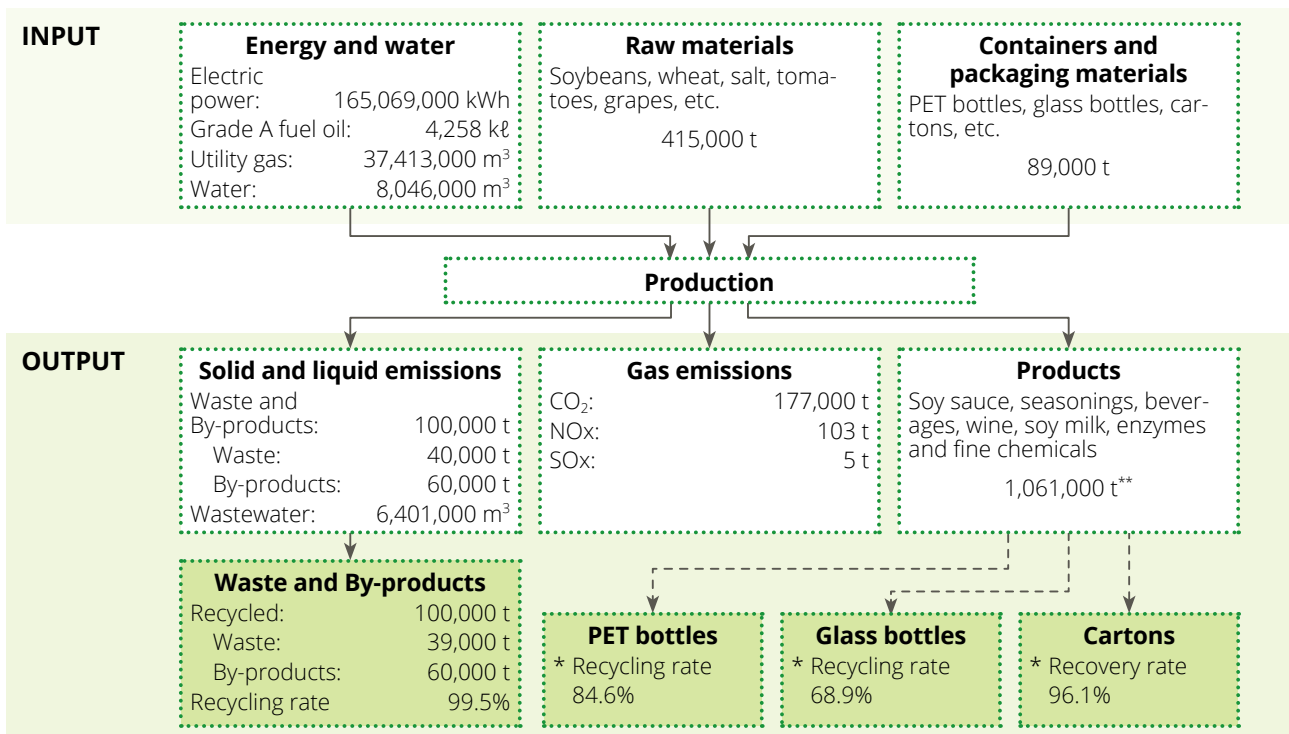 INPUT
Energy and water
Electric
power: 165,069,000 kWh
Grade A fuel oil: 4,258 kℓ
Utility gas: 37,413,000 m³
Water: 8,046,000 m³
Raw materials
Soybeans, wheat, salt, toma-
toes, grapes, etc.
415,000 t
Containers and
packaging materials
PET bottles, glass bottles, car-
tons, etc.
89,000 t
Production
OUTPUT
Solid and liquid emissions
Waste and
By-products: 100,000 t
Waste: 40,000 t
By-products: 60,000 t
Wastewater: 6,401,000 m³
Gas emissions
CO₂: 177,000 t
NOx: 103 t
SOx: 5 t
Products
Soy sauce, seasonings, bever-
ages, wine, soy milk, enzymes
and fine chemicals
1,061,000 t**
Waste and By-products
Recycled: 100,000 t
Waste: 39,000 t
By-products: 60,000 t
Recycling rate 99.5%
PET bottles
* Recycling rate
84.6%
Glass bottles
* Recycling rate
68.9%
Cartons
* Recovery rate
96.1%